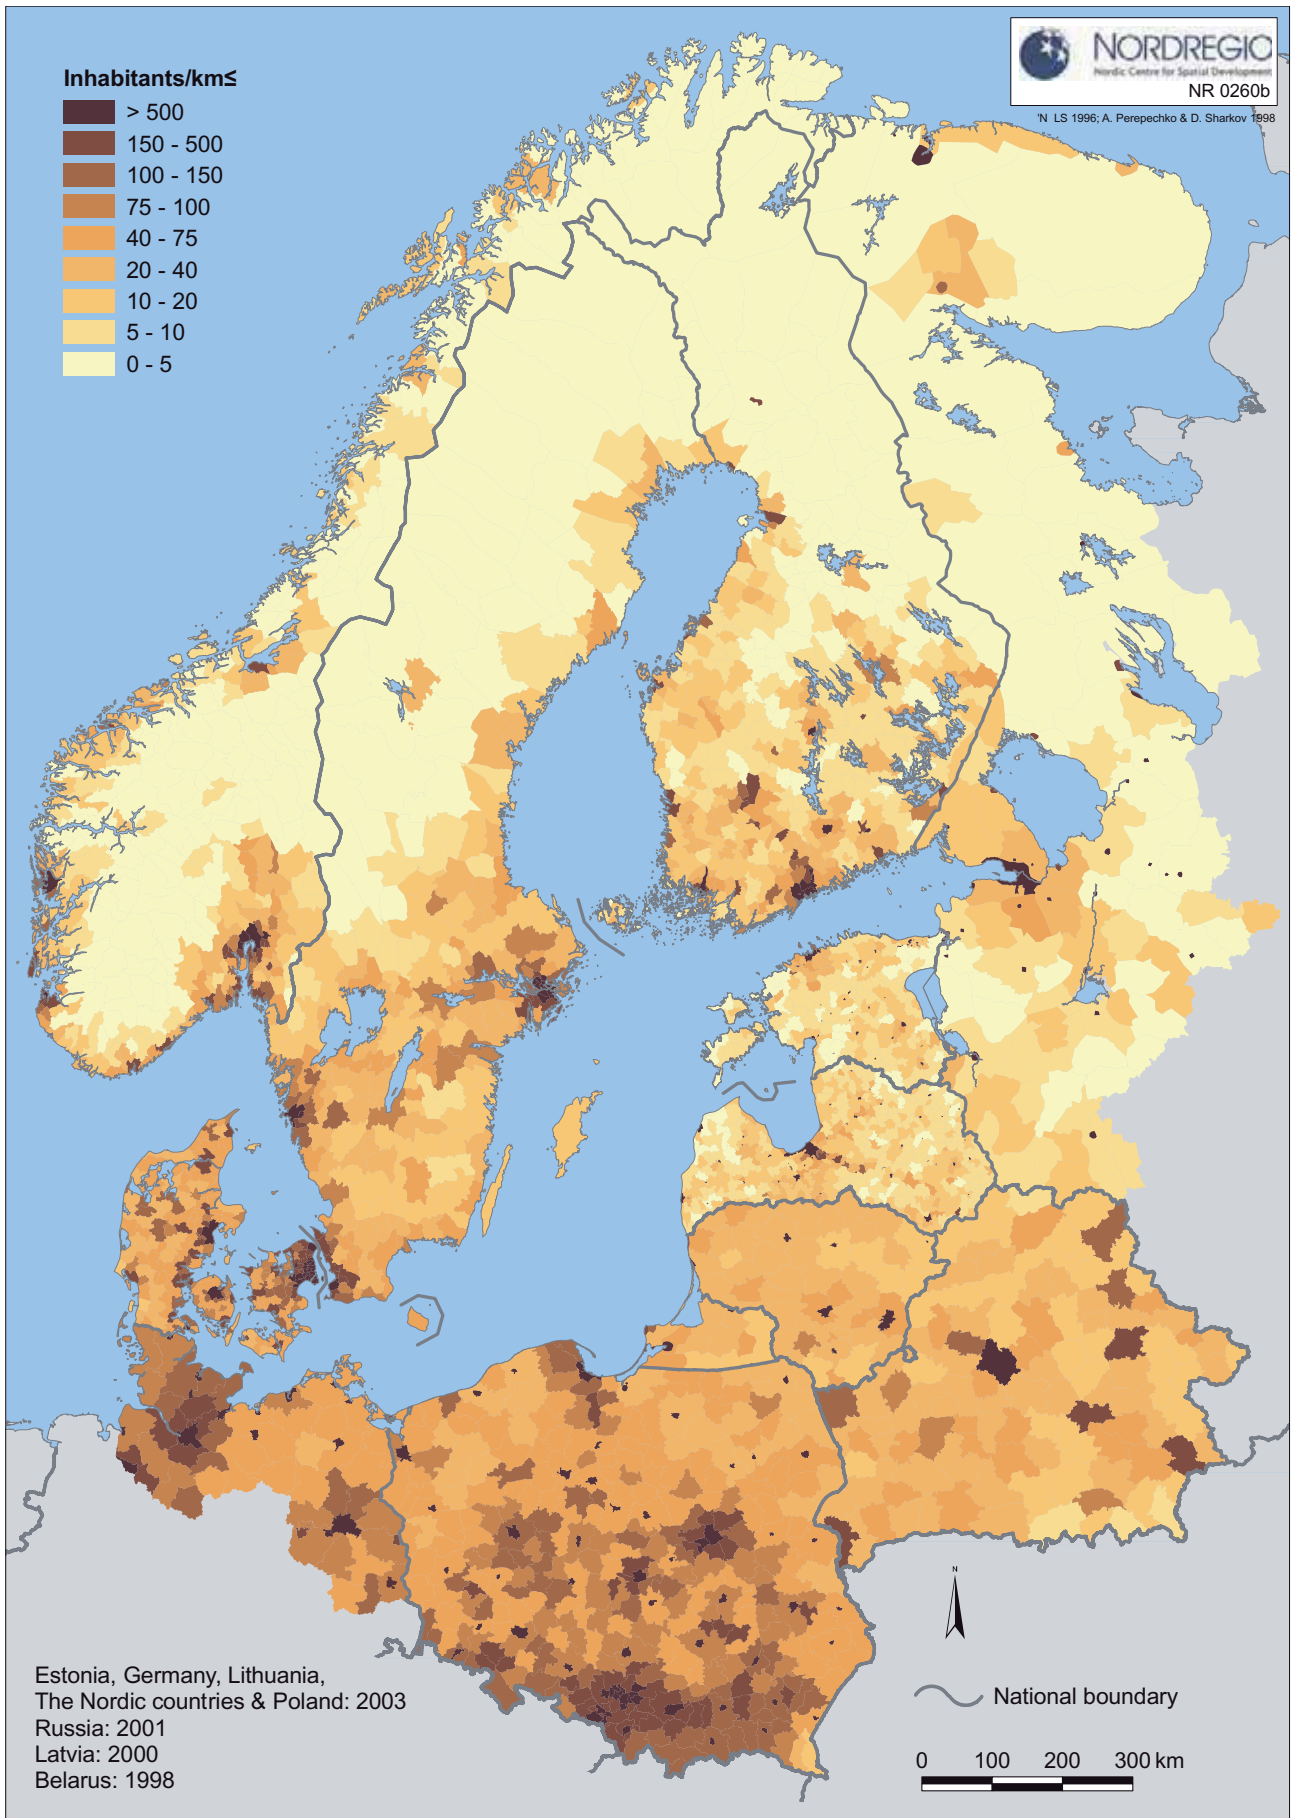 Inhabitants/km≤
> 500
150 - 500
100 - 150
75 - 100
40 - 75
20 - 40
10 - 20
5 - 10
0 - 5
NORDREGIO
Nordic Centre for Spatial Development
NR 0260b
'N LS 1996; A. Perepechko & D. Sharkov 1998
N
Estonia, Germany, Lithuania,
The Nordic countries & Poland: 2003
Russia: 2001
Latvia: 2000
Belarus: 1998
National boundary
0 100 200 300 km